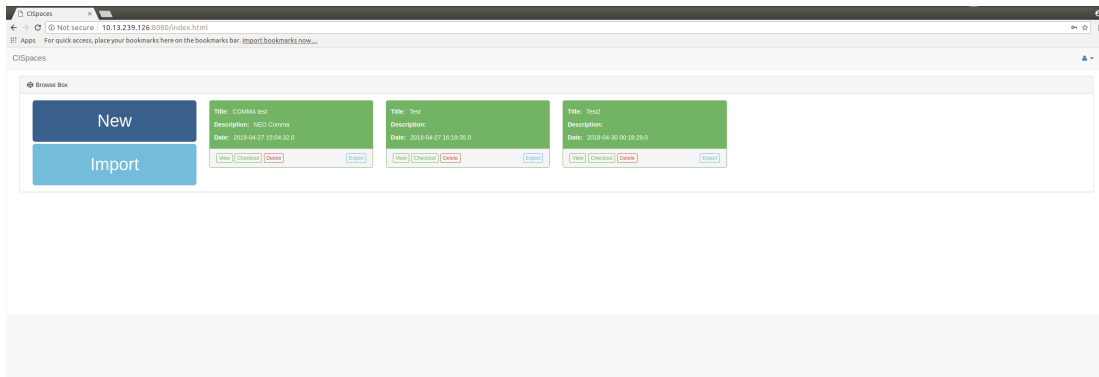 CISpaces
Not secure | 10.13.239.126:8080/index.html
Apps For quick access, place your bookmarks here on the bookmarks bar. Import bookmarks now...
CISpaces
Browse Box
New
Import
Title: COMMA test
Description: NEO Comma
Date: 2018-04-27 15:04:32.0
View Checkout Delete Export
Title: Test
Description:
Date: 2018-04-27 16:19:35.0
View Checkout Delete Export
Title: Test2
Description:
Date: 2018-04-30 00:18:29.0
View Checkout Delete Export